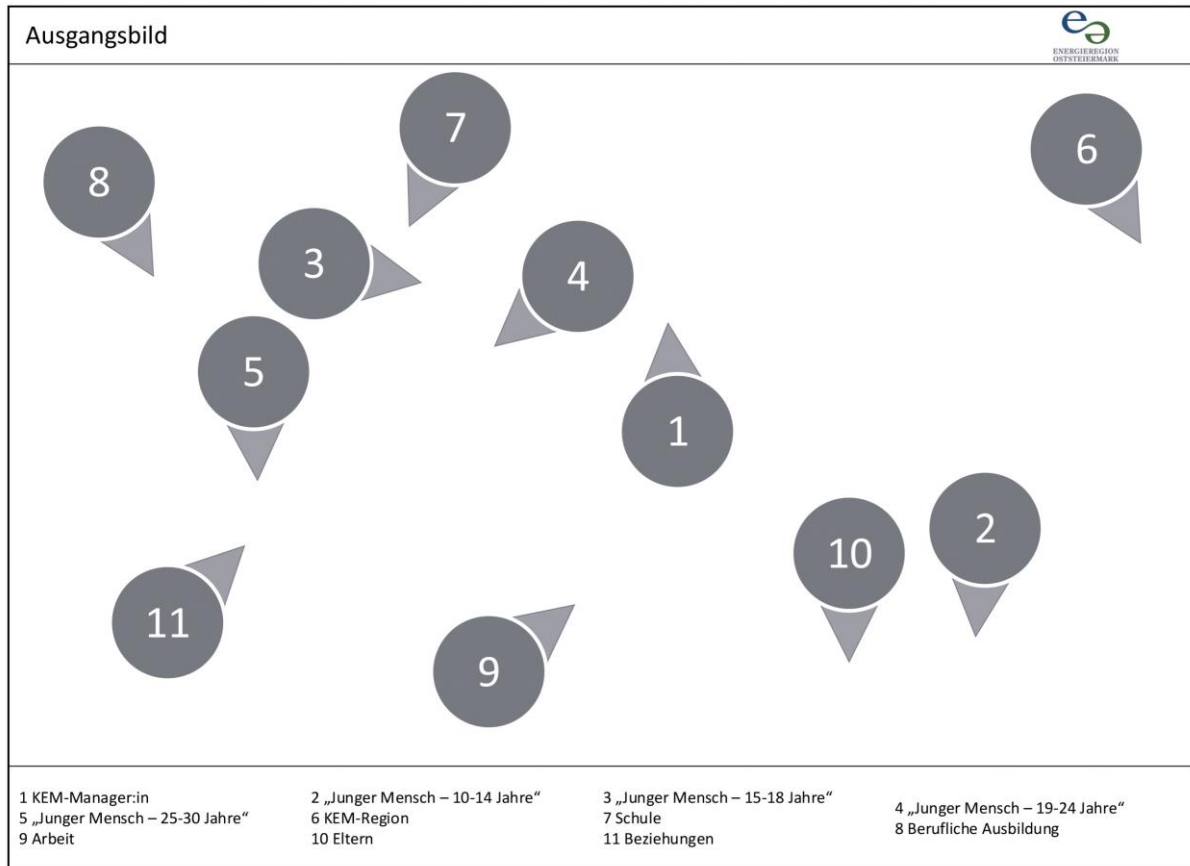 Ausgangsbild
ENERGIEREGION
OSTSTEIERMARK
7
6
8
3
4
5
1
2
10
11
9
1 KEM-Manager:in
2 „Junger Mensch – 10-14 Jahre“
3 „Junger Mensch – 15-18 Jahre“
4 „Junger Mensch – 19-24 Jahre“
5 „Junger Mensch – 25-30 Jahre“
6 KEM-Region
7 Schule
8 Berufliche Ausbildung
9 Arbeit
10 Eltern
11 Beziehungen